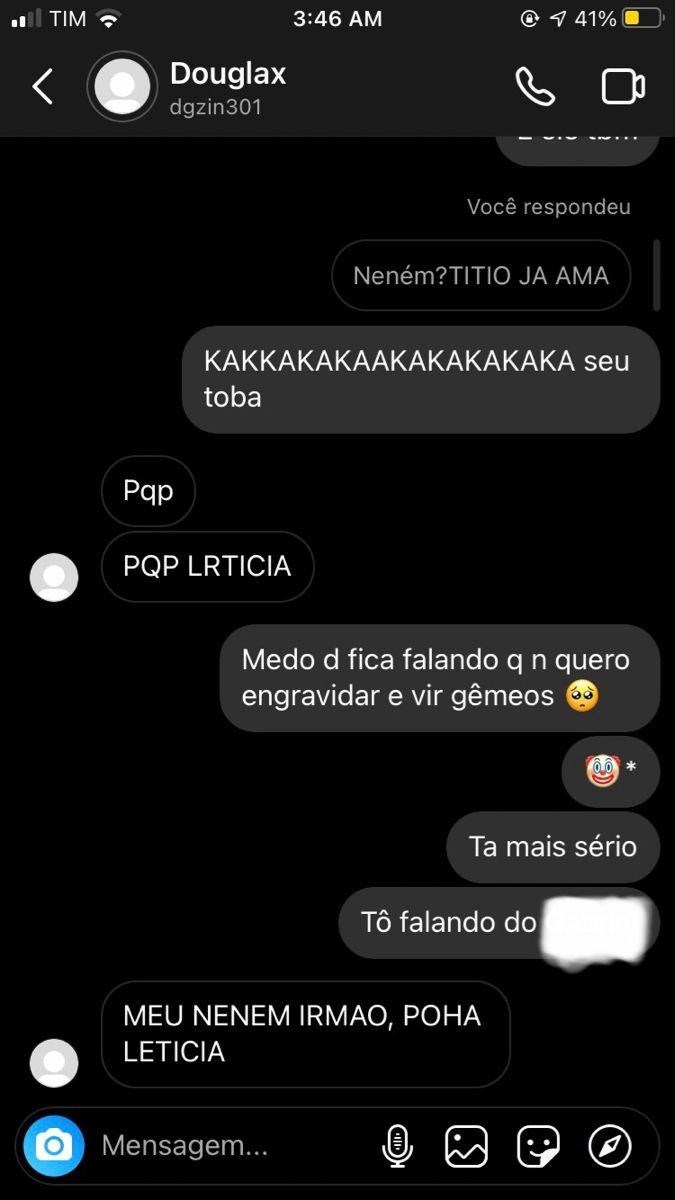 TIM
3:46 AM
41%
Douglax
dgzin301
Você respondeu
Neném?TITIO JA AMA
KAKKAKAKAAKAKAKAKAKA seu
toba
Pqp
PQP LRTICIA
Medo d fica falando q n quero
engravidar e vir gêmeos 🥺
🤡*
Ta mais sério
Tô falando do
MEU NENEM IRMAO, POHA
LETICIA
Mensagem...